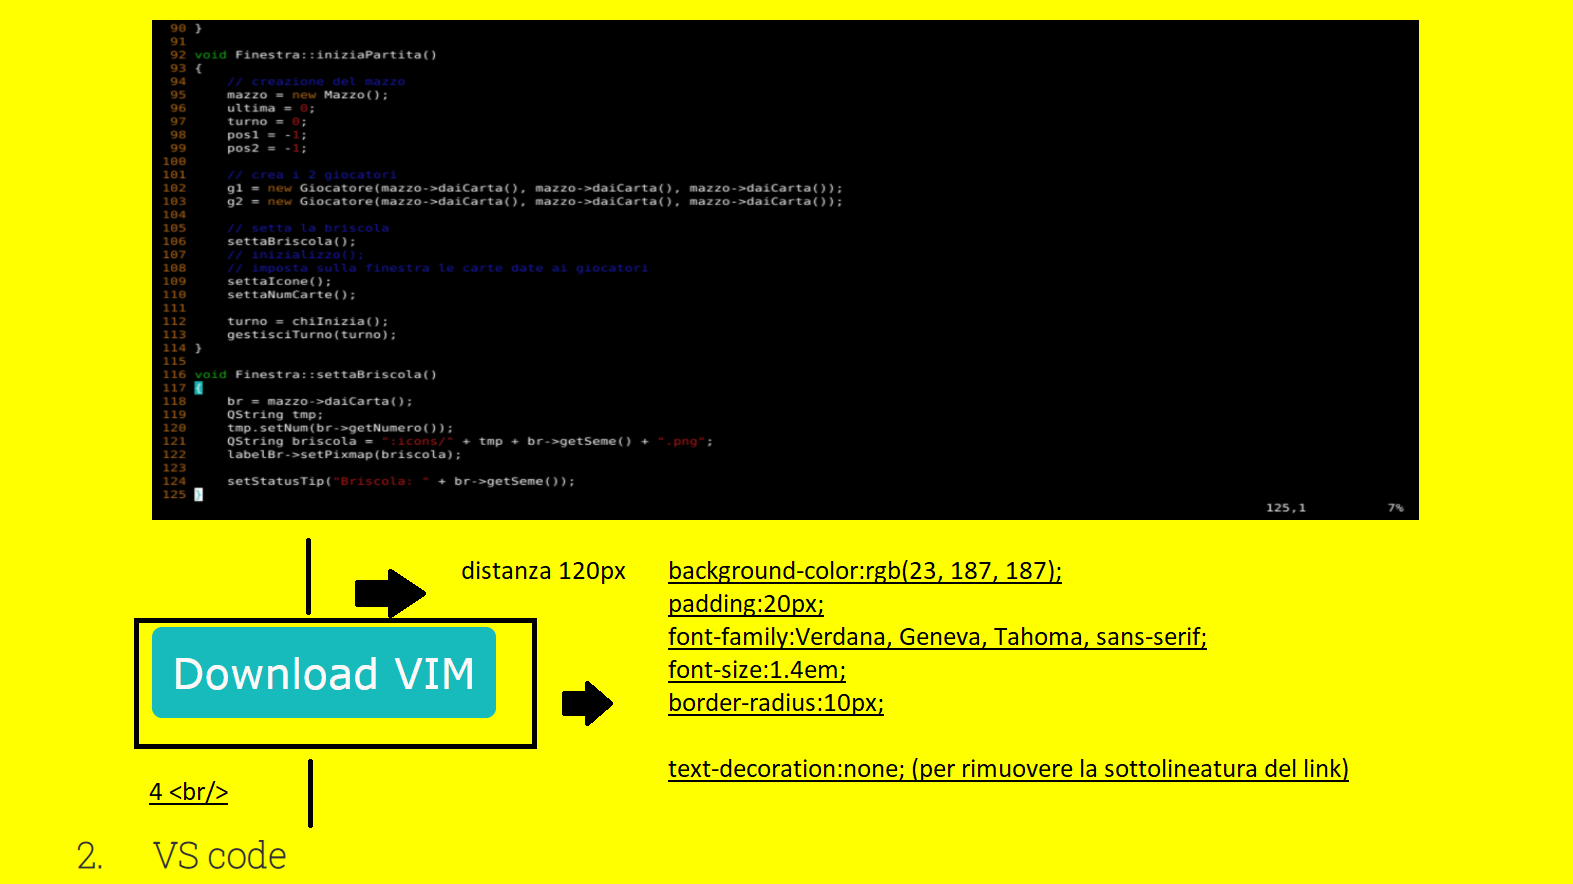 90 }
91
92 void Finestra::iniziaPartita()
93 {
94 // creazione del mazzo
95 mazzo = new Mazzo();
96 ultima = 0;
97 turno = 0;
98 pos1 = -1;
99 pos2 = -1;
100
101 // crea i 2 giocatori
102 g1 = new Giocatore(mazzo->daiCarta(), mazzo->daiCarta(), mazzo->daiCarta());
103 g2 = new Giocatore(mazzo->daiCarta(), mazzo->daiCarta(), mazzo->daiCarta());
104
105 // setta la briscola
106 settaBriscola();
107 // inizializzo();
108 // imposta sulla finestra le carte date ai giocatori
109 settaIcone();
110 settaNumCarte();
111
112 turno = chiInizia();
113 gestisciTurno(turno);
114 }
115
116 void Finestra::settaBriscola()
117 {
118 br = mazzo->daiCarta();
119 QString tmp;
120 tmp.setNum(br->getNumero());
121 QString briscola = ":icons/" + tmp + br->getSeme() + ".png";
122 labelBr->setPixmap(briscola);
123
124 setStatusTip("Briscola: " + br->getSeme());
125 }
125,1 7%
distanza 120px
background-color:rgb(23, 187, 187);
padding:20px;
font-family:Verdana, Geneva, Tahoma, sans-serif;
font-size:1.4em;
border-radius:10px;
text-decoration:none; (per rimuovere la sottolineatura del link)
Download VIM
4 <br/>
2. VS code